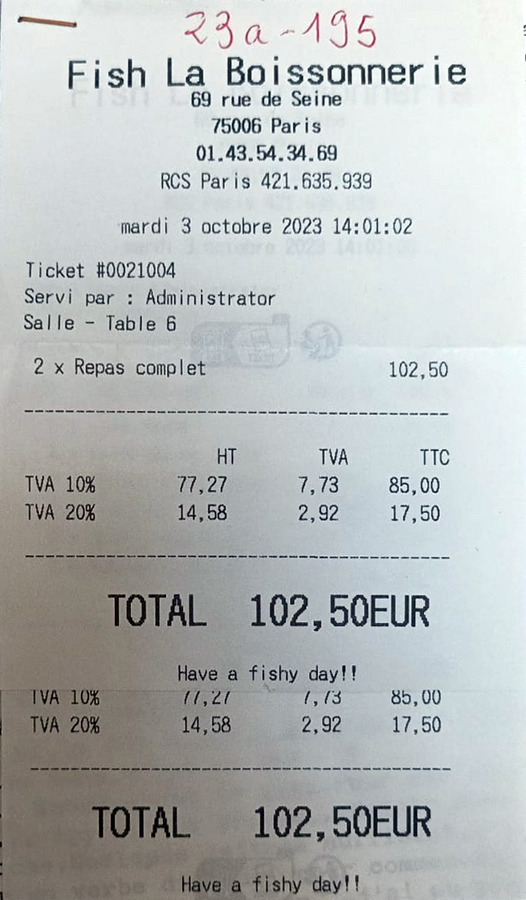 23a-195
Fish La Boissonnerie
69 rue de Seine
75006 Paris
01.43.54.34.69
RCS Paris 421.635.939
mardi 3 octobre 2023 14:01:02
Ticket #0021004
Servi par : Administrator
Salle - Table 6
2 x Repas complet 102,50
HT TVA TTC
TVA 10% 77,27 7,73 85,00
TVA 20% 14,58 2,92 17,50
TOTAL 102,50EUR
Have a fishy day!!
TVA 10% 77,27 7,73 85,00
TVA 20% 14,58 2,92 17,50
TOTAL 102,50EUR
Have a fishy day!!